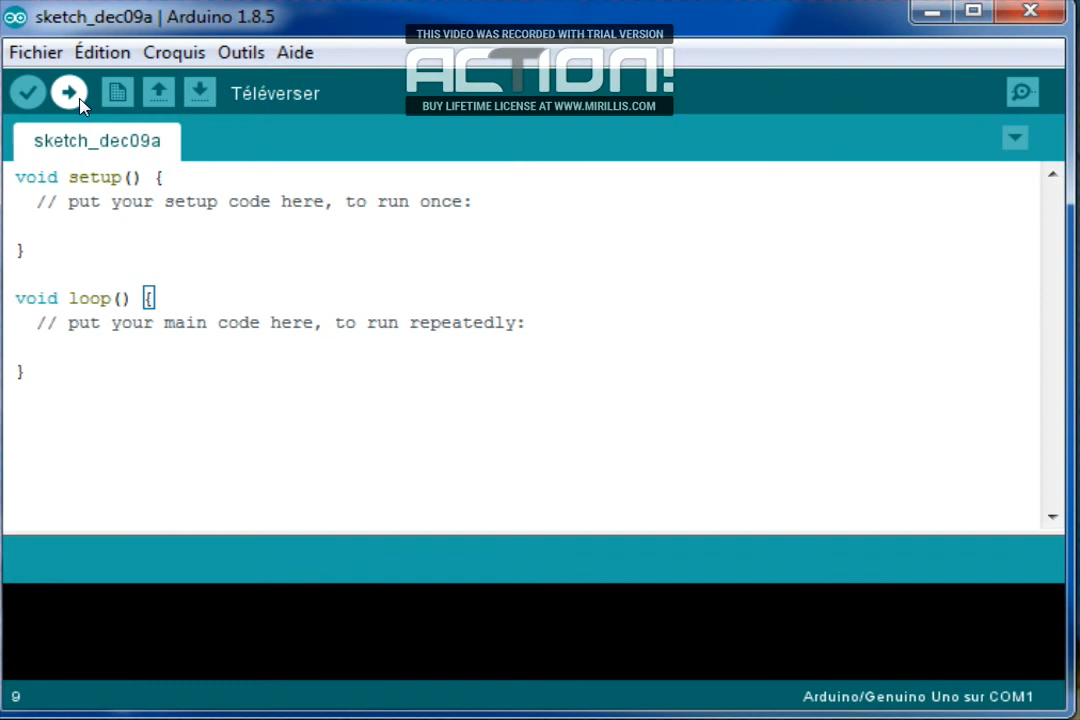 sketch_dec09a | Arduino 1.8.5
THIS VIDEO WAS RECORDED WITH TRIAL VERSION
ACTION!
BUY LIFETIME LICENSE AT WWW.MIRILLIS.COM
Fichier Édition Croquis Outils Aide
Téléverser
sketch_dec09a
void setup() {
  // put your setup code here, to run once:
}
void loop() {
  // put your main code here, to run repeatedly:
}
9
Arduino/Genuino Uno sur COM1